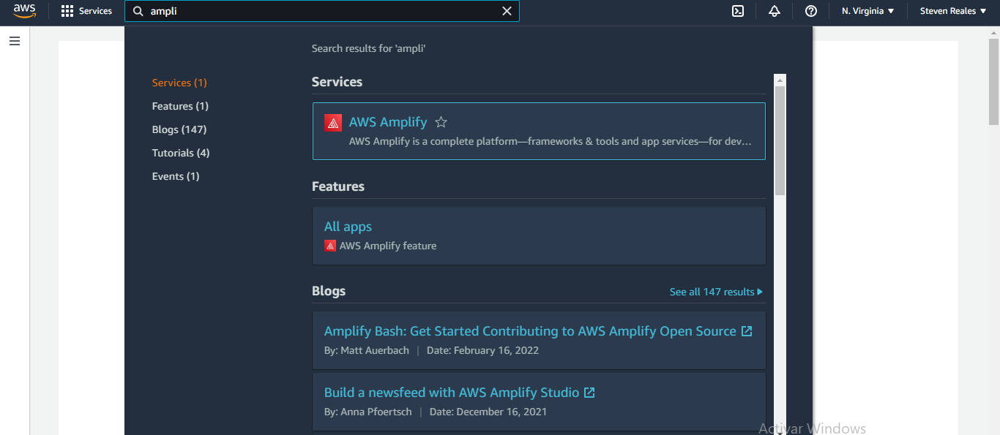 aws Services ampli N. Virginia Steven Reales
Search results for 'ampli'
Services (1)
Features (1)
Blogs (147)
Tutorials (4)
Events (1)
Services
AWS Amplify
AWS Amplify is a complete platform—frameworks & tools and app services—for dev...
Features
All apps
AWS Amplify feature
Blogs See all 147 results
Amplify Bash: Get Started Contributing to AWS Amplify Open Source
By: Matt Auerbach | Date: February 16, 2022
Build a newsfeed with AWS Amplify Studio
By: Anna Pfoertsch | Date: December 16, 2021
Activar Windows